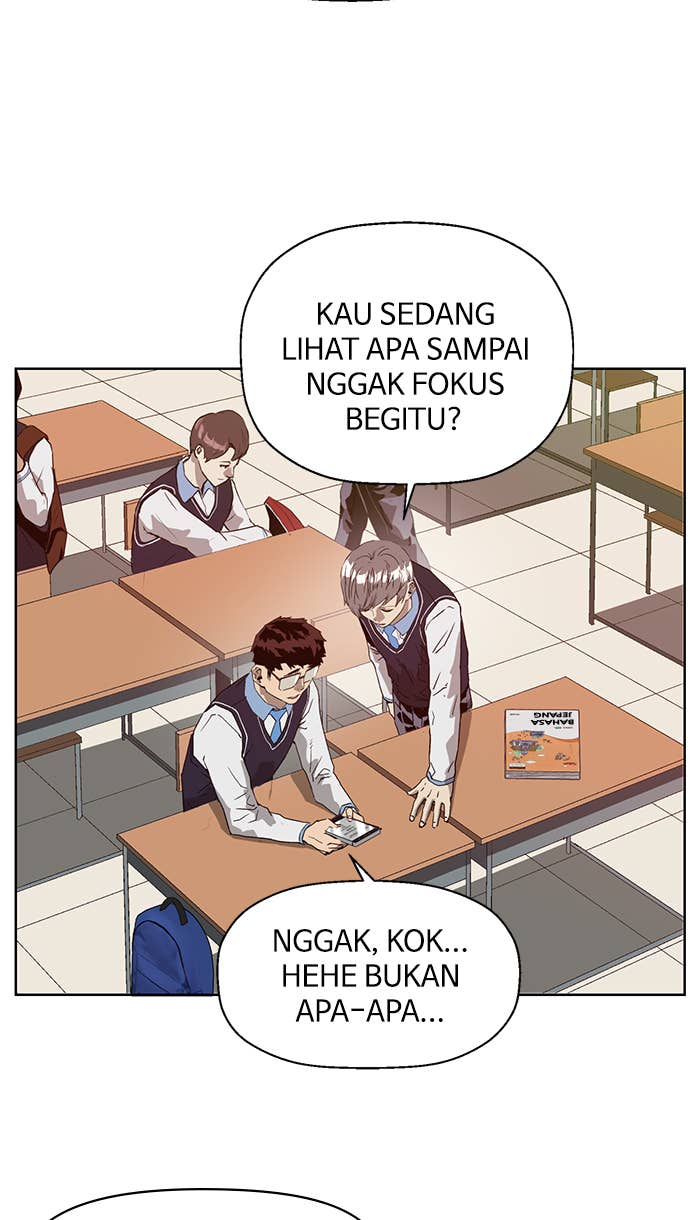 KAU SEDANG
LIHAT APA SAMPAI
NGGAK FOKUS
BEGITU?
BAHASA
JEPANG
NGGAK, KOK...
HEHE BUKAN
APA-APA...